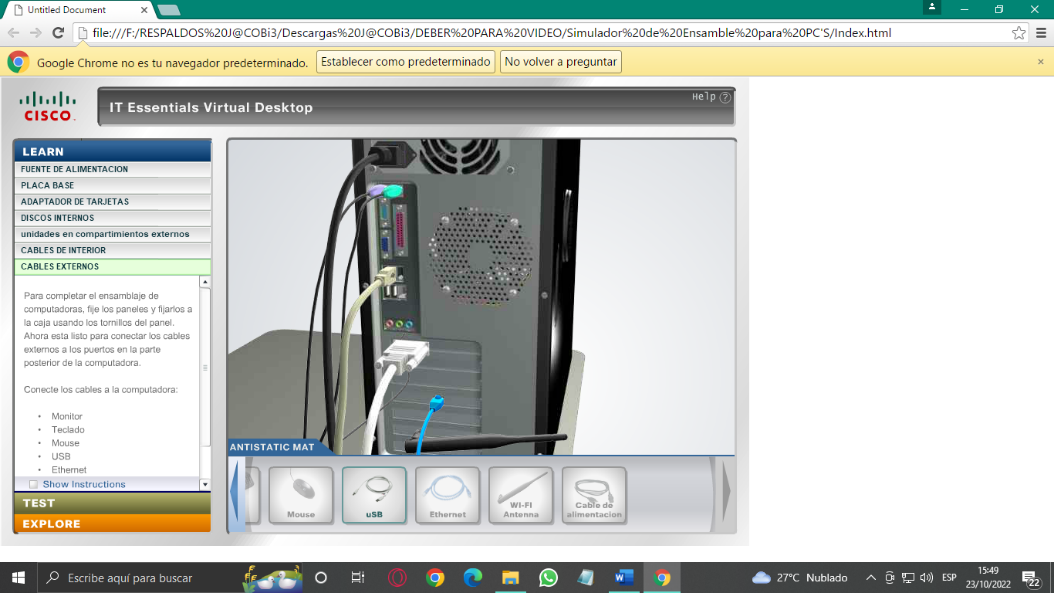 Untitled Document
file:///F:/RESPALDOS%20J@COBi3/Descargas%20J@COBi3/DEBER%20PARA%20VIDEO/Simulador%20de%20Ensamble%20para%20PC'S/Index.html
Google Chrome no es tu navegador predeterminado.
Establecer como predeterminado
No volver a preguntar
CISCO
IT Essentials Virtual Desktop
Help ?
LEARN
FUENTE DE ALIMENTACION
PLACA BASE
ADAPTADOR DE TARJETAS
DISCOS INTERNOS
unidades en compartimientos externos
CABLES DE INTERIOR
CABLES EXTERNOS
Para completar el ensamblaje de
computadoras, fije los paneles y fijarlos a
la caja usando los tornillos del panel.
Ahora esta listo para conectar los cables
externos a los puertos en la parte
posterior de la computadora.
Conecte los cables a la computadora:
• Monitor
• Teclado
• Mouse
• USB
• Ethernet
Show Instructions
TEST
EXPLORE
ANTISTATIC MAT
Mouse
uSB
Ethernet
WI-FI
Antenna
Cable de
alimentacion
Escribe aquí para buscar
27°C Nublado
ESP
15:49
23/10/2022
22